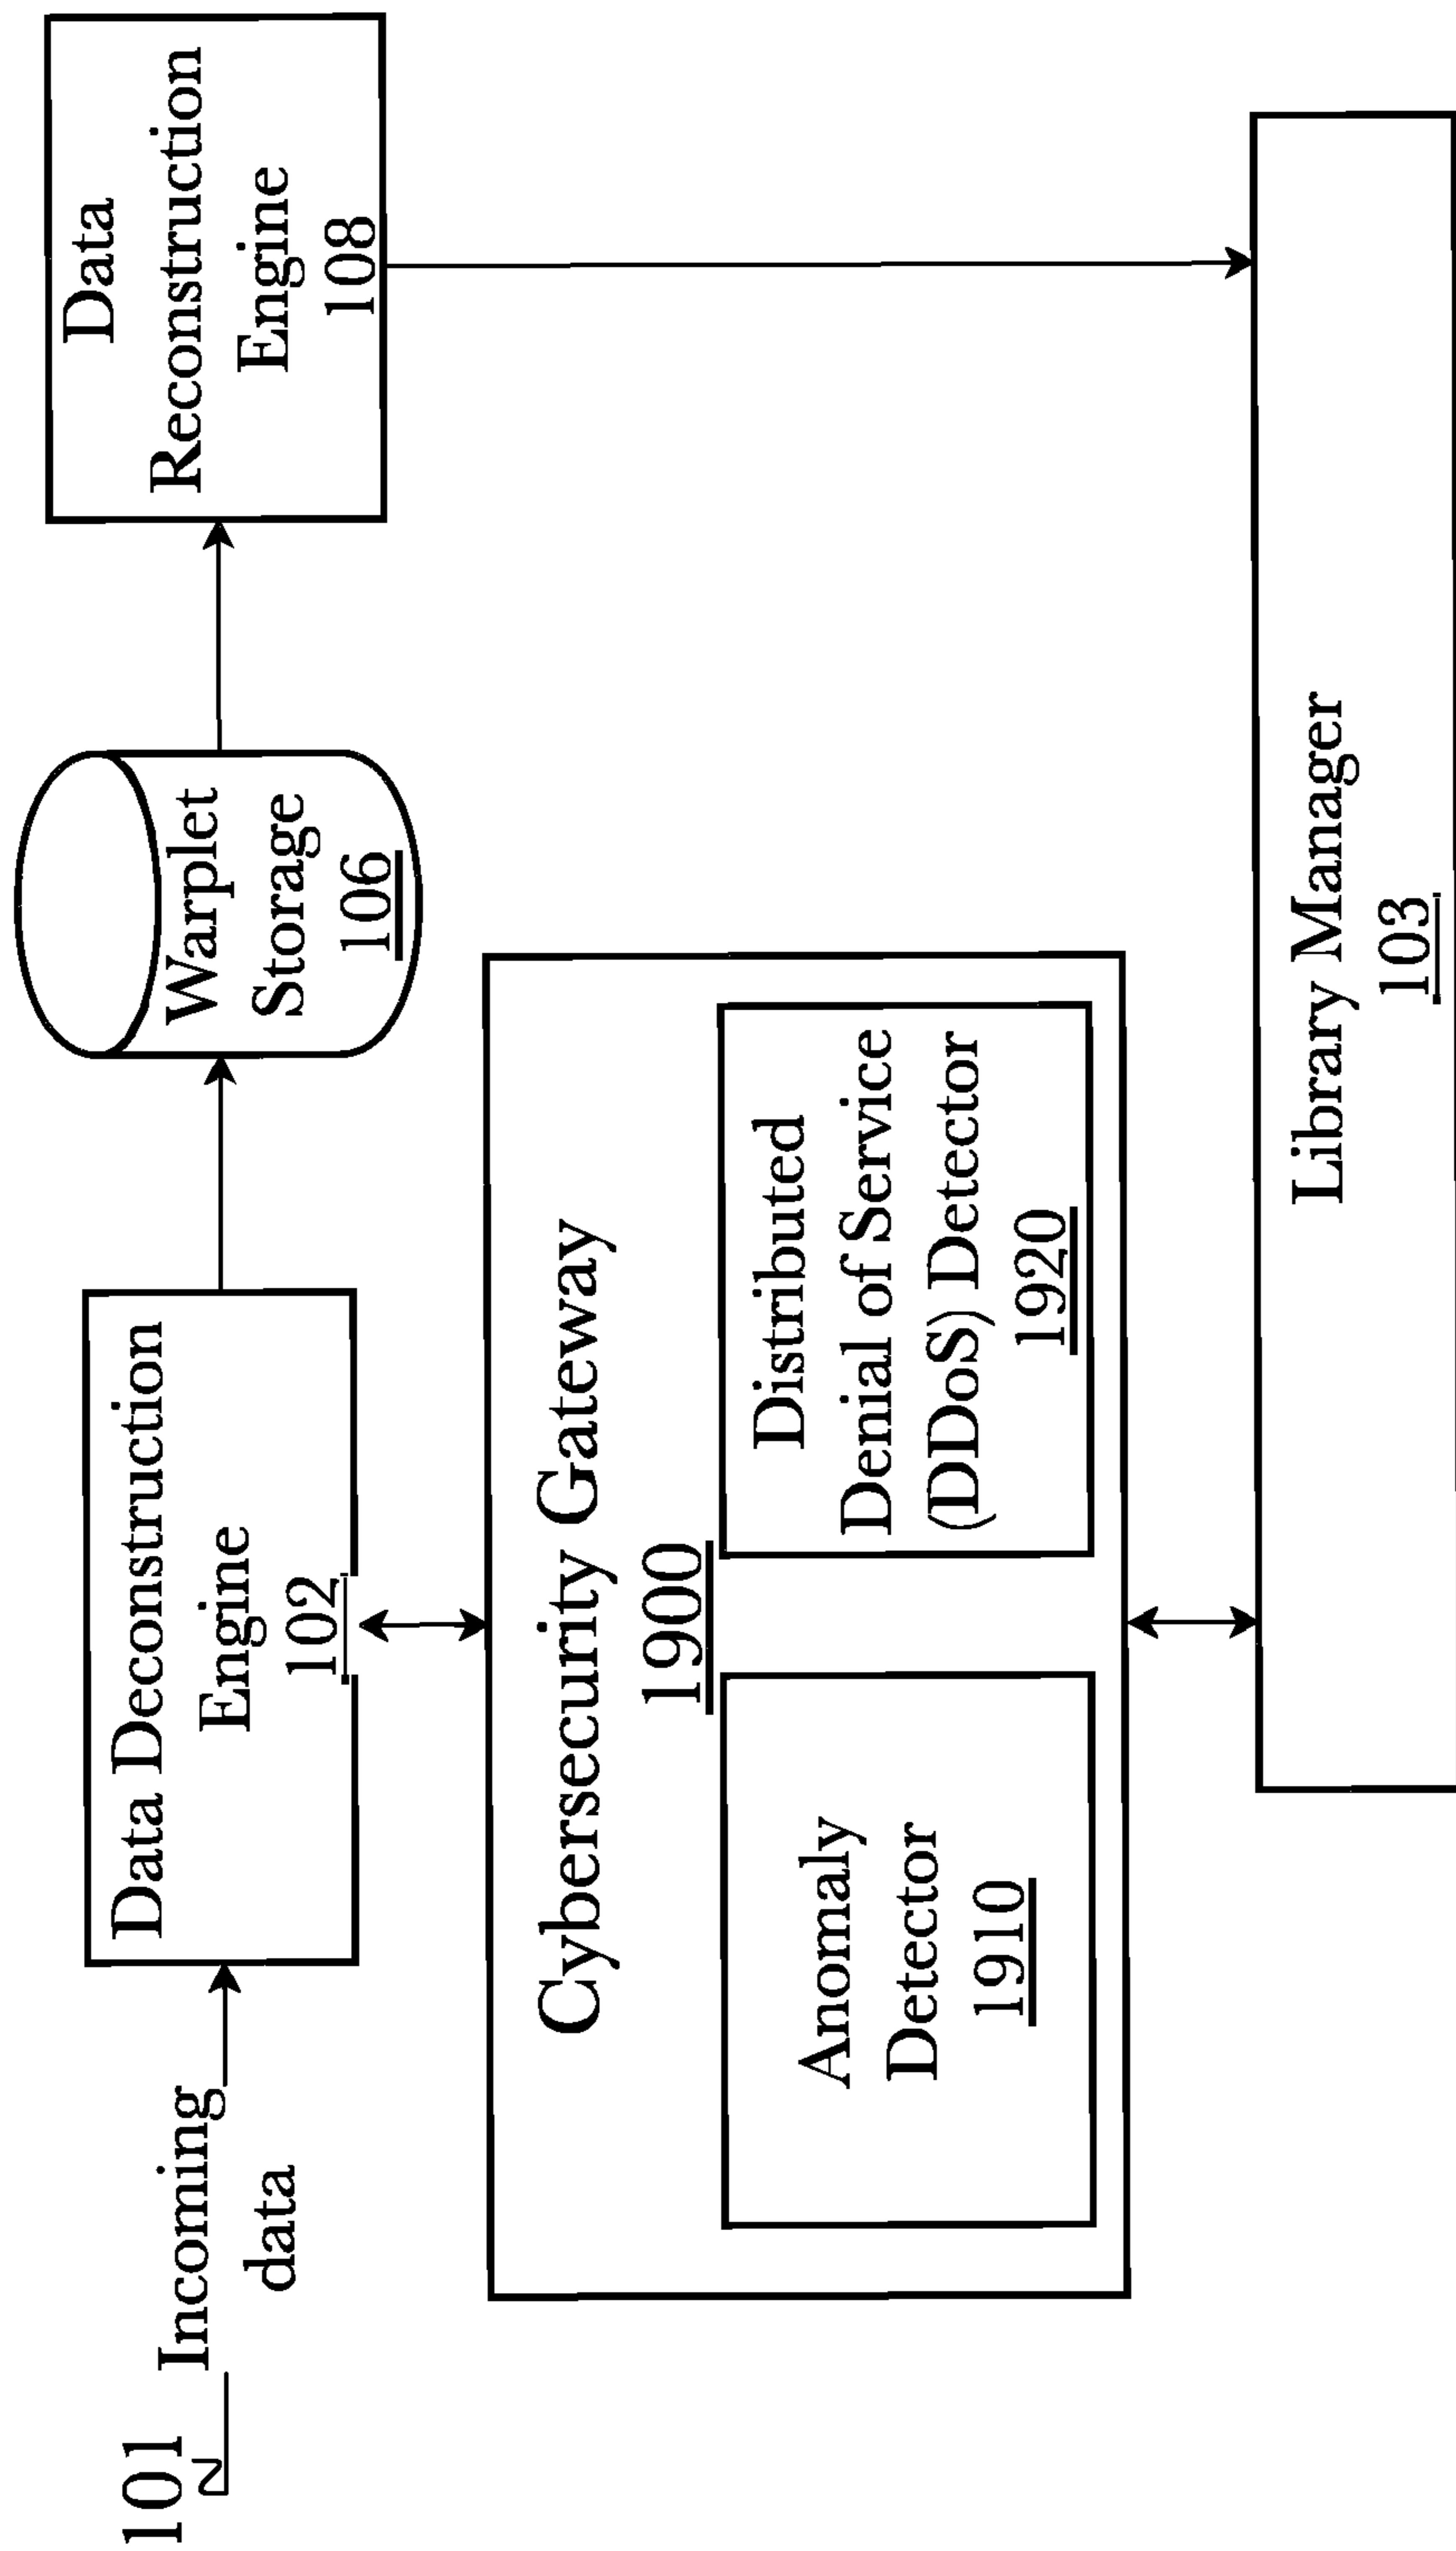 101
Incoming
data
Data Deconstruction
Engine
102
Warplet
Storage
106
Data
Reconstruction
Engine
108
Cybersecurity Gateway
1900
Anomaly
Detector
1910
Distributed
Denial of Service
(DDoS) Detector
1920
Library Manager
103